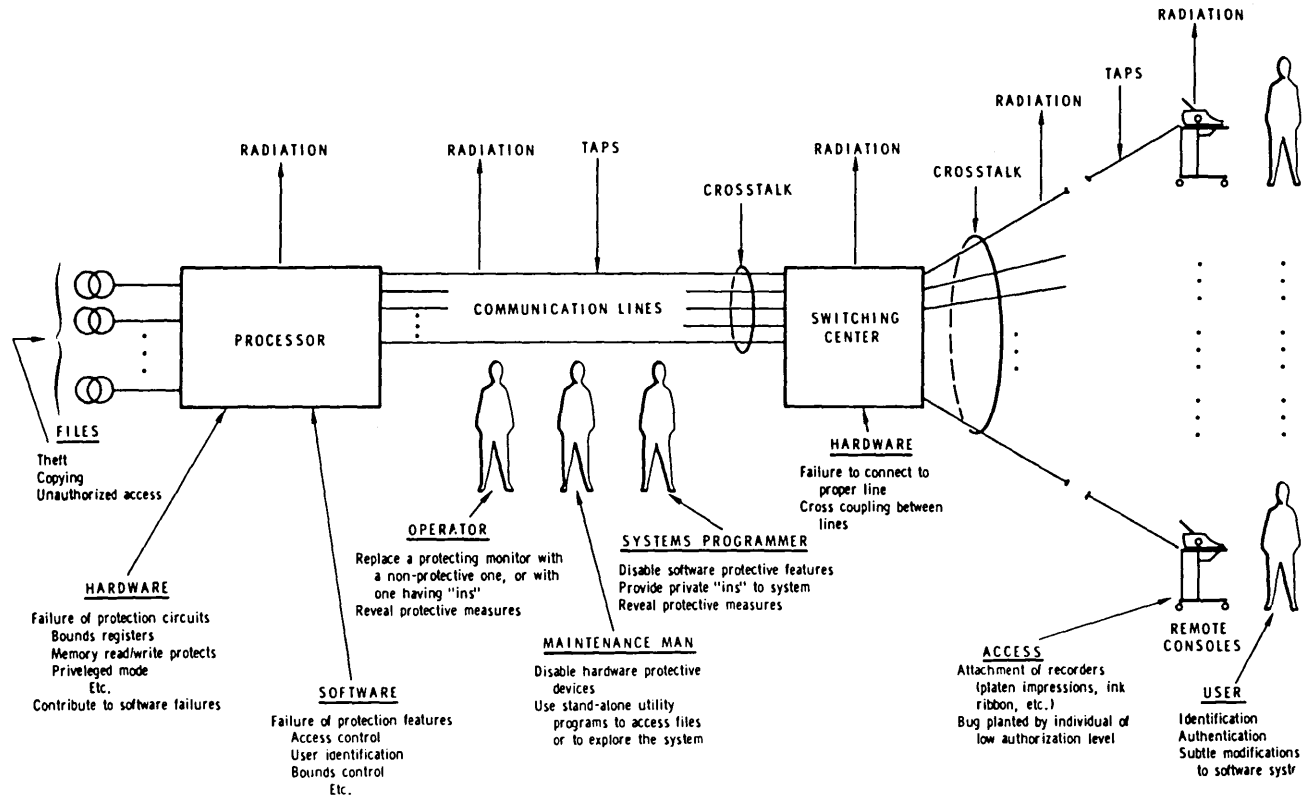 RADIATION
TAPS
RADIATION
CROSSTALK
RADIATION
RADIATION
TAPS
CROSSTALK
RADIATION
PROCESSOR
COMMUNICATION LINES
SWITCHING
CENTER
FILES
Theft
Copying
Unauthorized access
HARDWARE
Failure of protection circuits
Bounds registers
Memory read/write protects
Priveleged mode
Etc.
Contribute to software failures
SOFTWARE
Failure of protection features
Access control
User identification
Bounds control
Etc.
OPERATOR
Replace a protecting monitor with
a non-protective one, or with
one having "ins"
Reveal protective measures
MAINTENANCE MAN
Disable hardware protective
devices
Use stand-alone utility
programs to access files
or to explore the system
SYSTEMS PROGRAMMER
Disable software protective features
Provide private "ins" to system
Reveal protective measures
HARDWARE
Failure to connect to
proper line
Cross coupling between
lines
REMOTE
CONSOLES
ACCESS
Attachment of recorders
(platen impressions, ink
ribbon, etc.)
Bug planted by individual of
low authorization level
USER
Identification
Authentication
Subtle modifications
to software